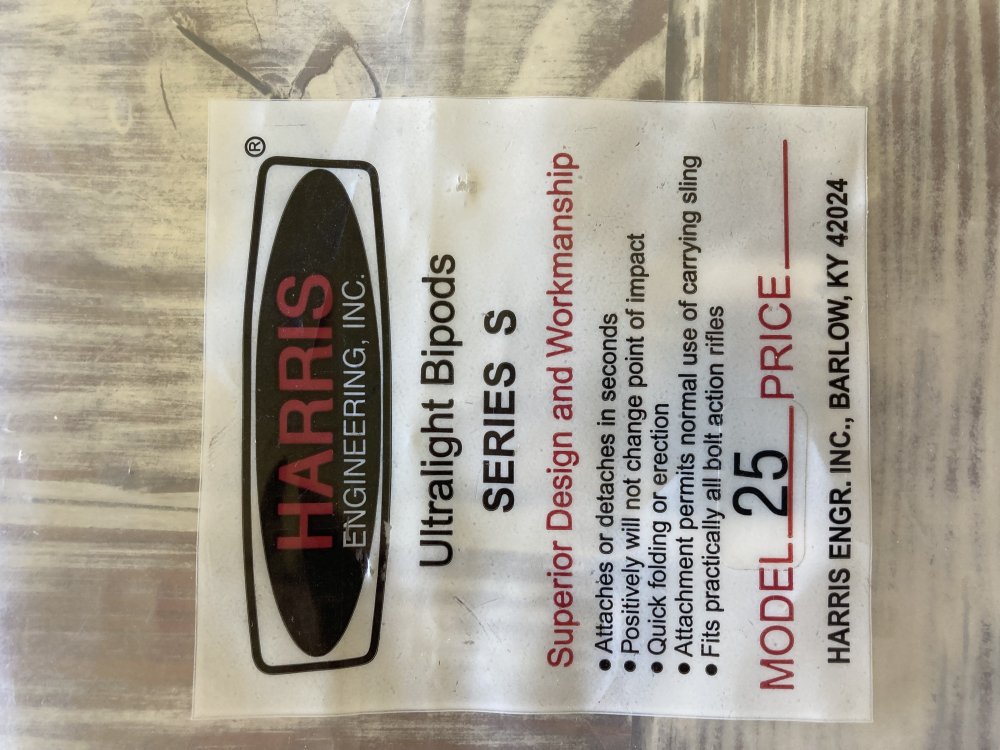 HARRIS®
ENGINEERING, INC.
Ultralight Bipods
SERIES S
Superior Design and Workmanship
• Attaches or detaches in seconds
• Positively will not change point of impact
• Quick folding or erection
• Attachment permits normal use of carrying sling
• Fits practically all bolt action rifles
MODEL 25 PRICE
HARRIS ENGR. INC., BARLOW, KY 42024